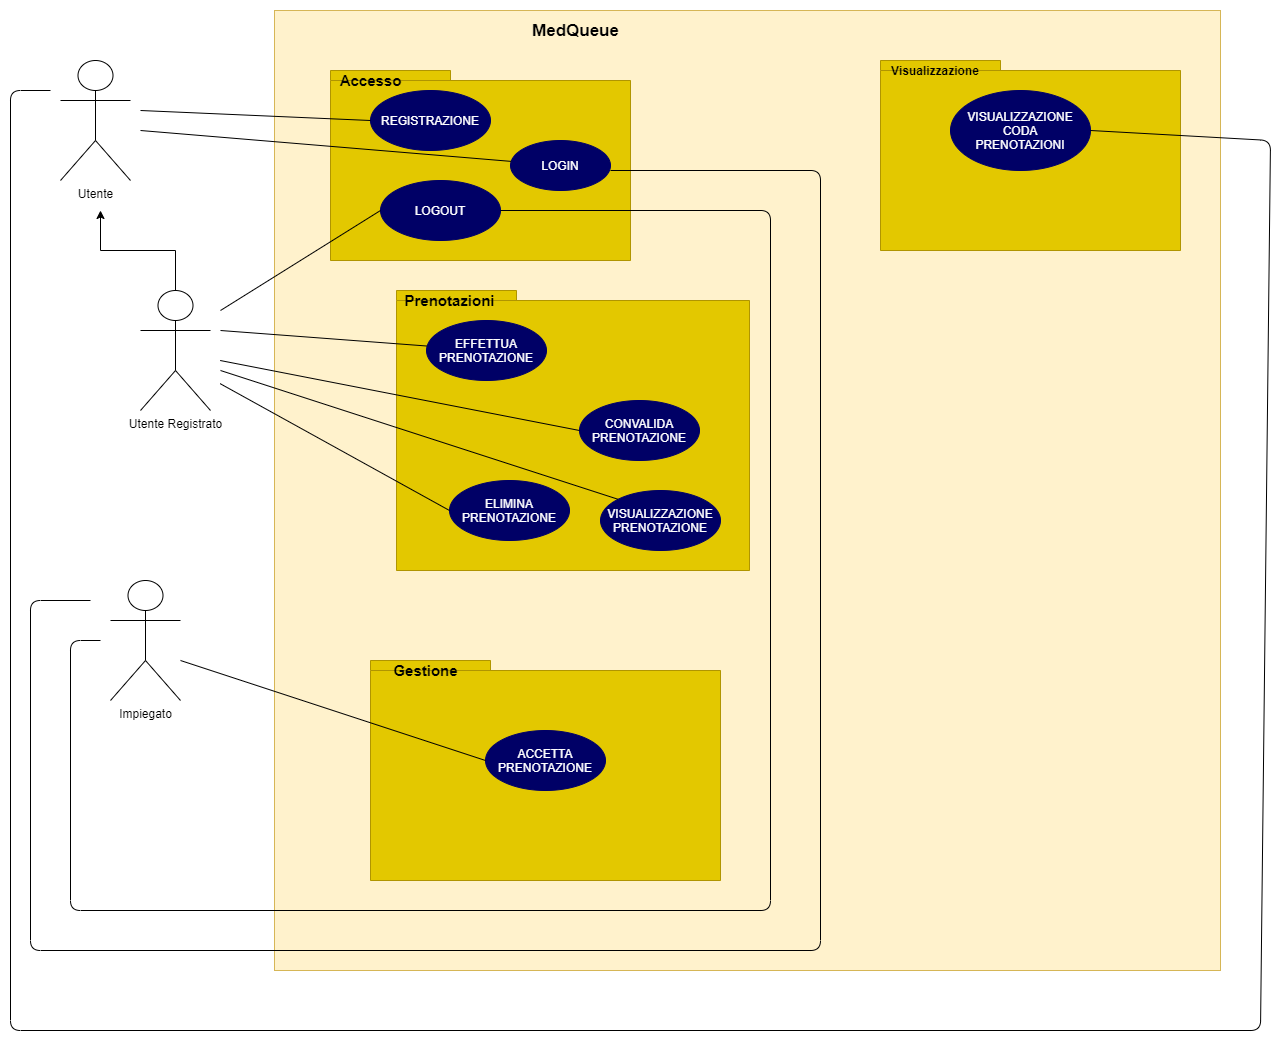 MedQueue
Accesso
REGISTRAZIONE
LOGIN
LOGOUT
Visualizzazione
VISUALIZZAZIONE
CODA
PRENOTAZIONI
Utente
Prenotazioni
EFFETTUA
PRENOTAZIONE
CONVALIDA
PRENOTAZIONE
ELIMINA
PRENOTAZIONE
VISUALIZZAZIONE
PRENOTAZIONE
Utente Registrato
Gestione
ACCETTA
PRENOTAZIONE
Impiegato